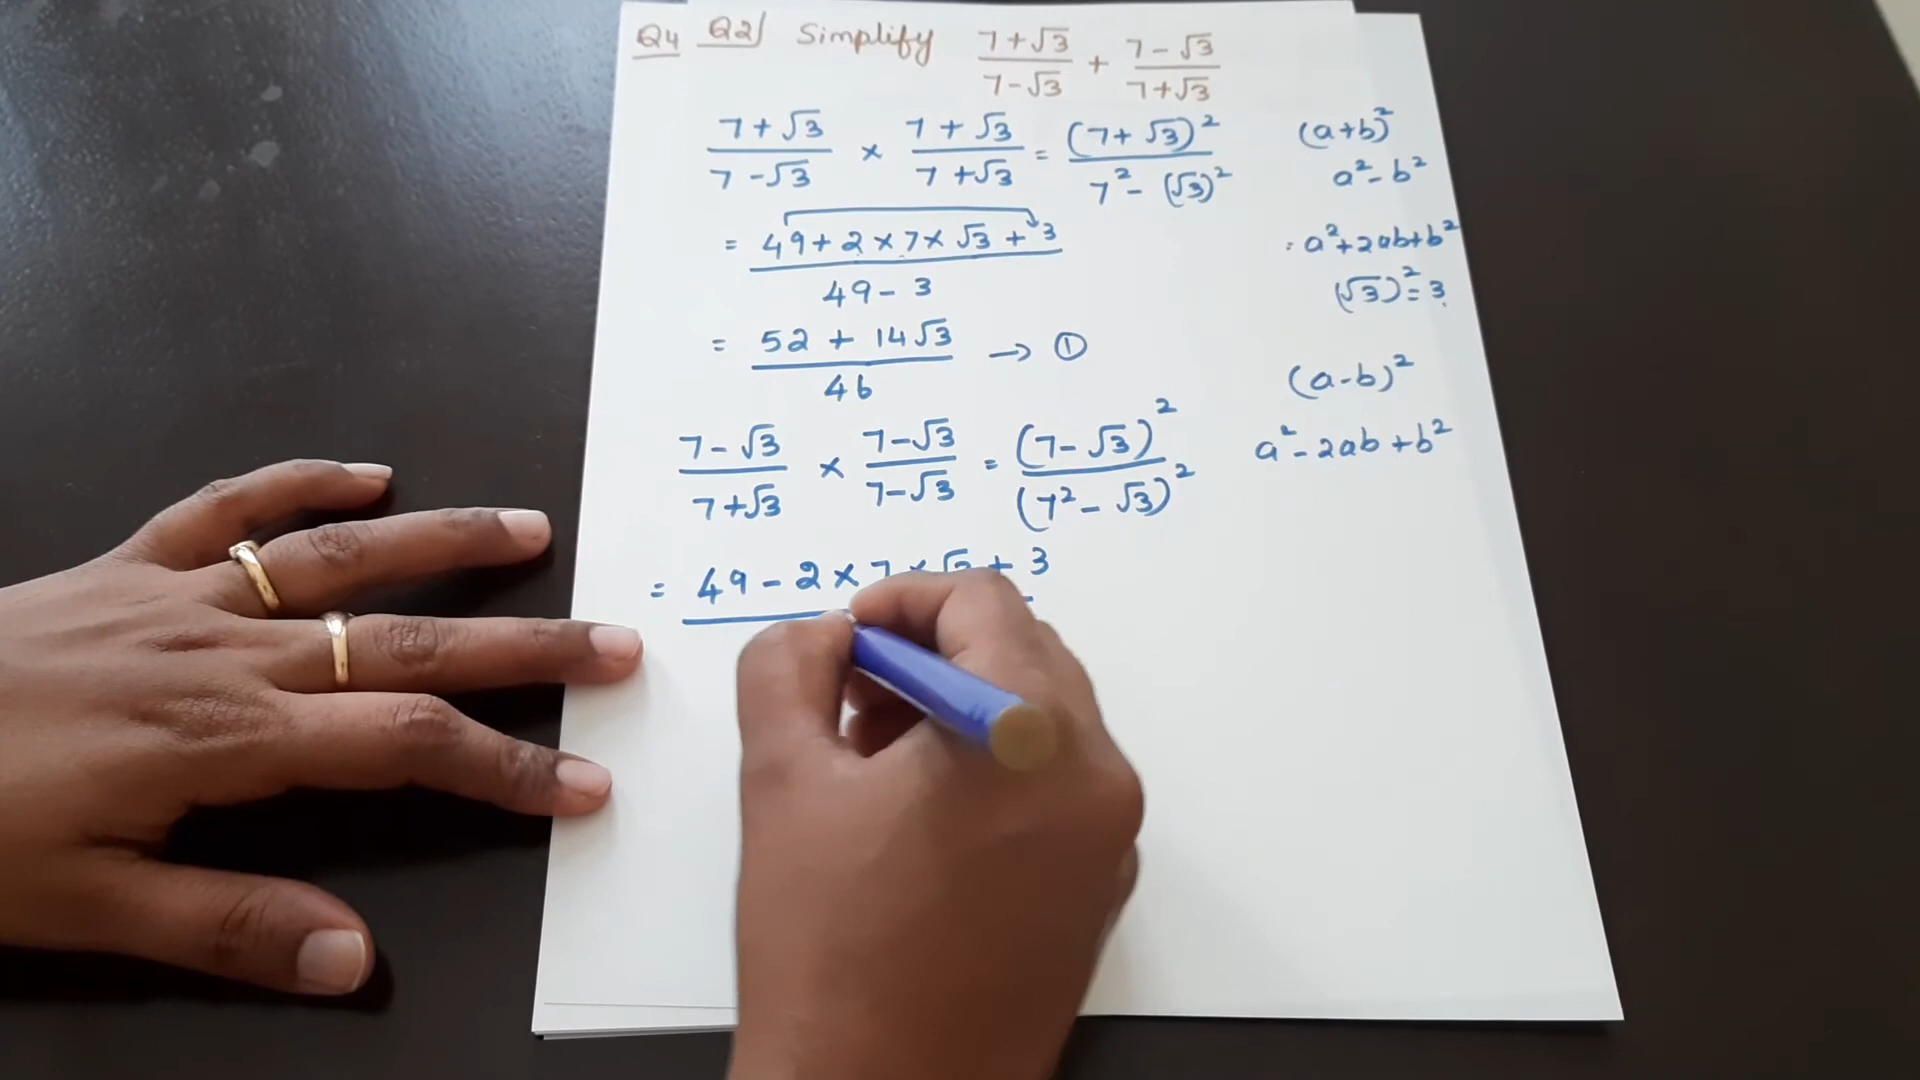 Q4 Q2/ Simplify (7+√3)/(7-√3) + (7-√3)/(7+√3)
(7+√3)/(7-√3) × (7+√3)/(7+√3) = (7+√3)²/(7² - (√3)²)
(a+b)²
a² - b²
= (49+2×7×√3+3)/(49-3)
= a²+2ab+b²
(√3)² = 3
= (52 + 14√3)/46 → ①
(a-b)²
(7-√3)/(7+√3) × (7-√3)/(7-√3) = (7-√3)²/(7² - √3)²
a² - 2ab + b²
= 49 - 2 × 7 × √3 + 3